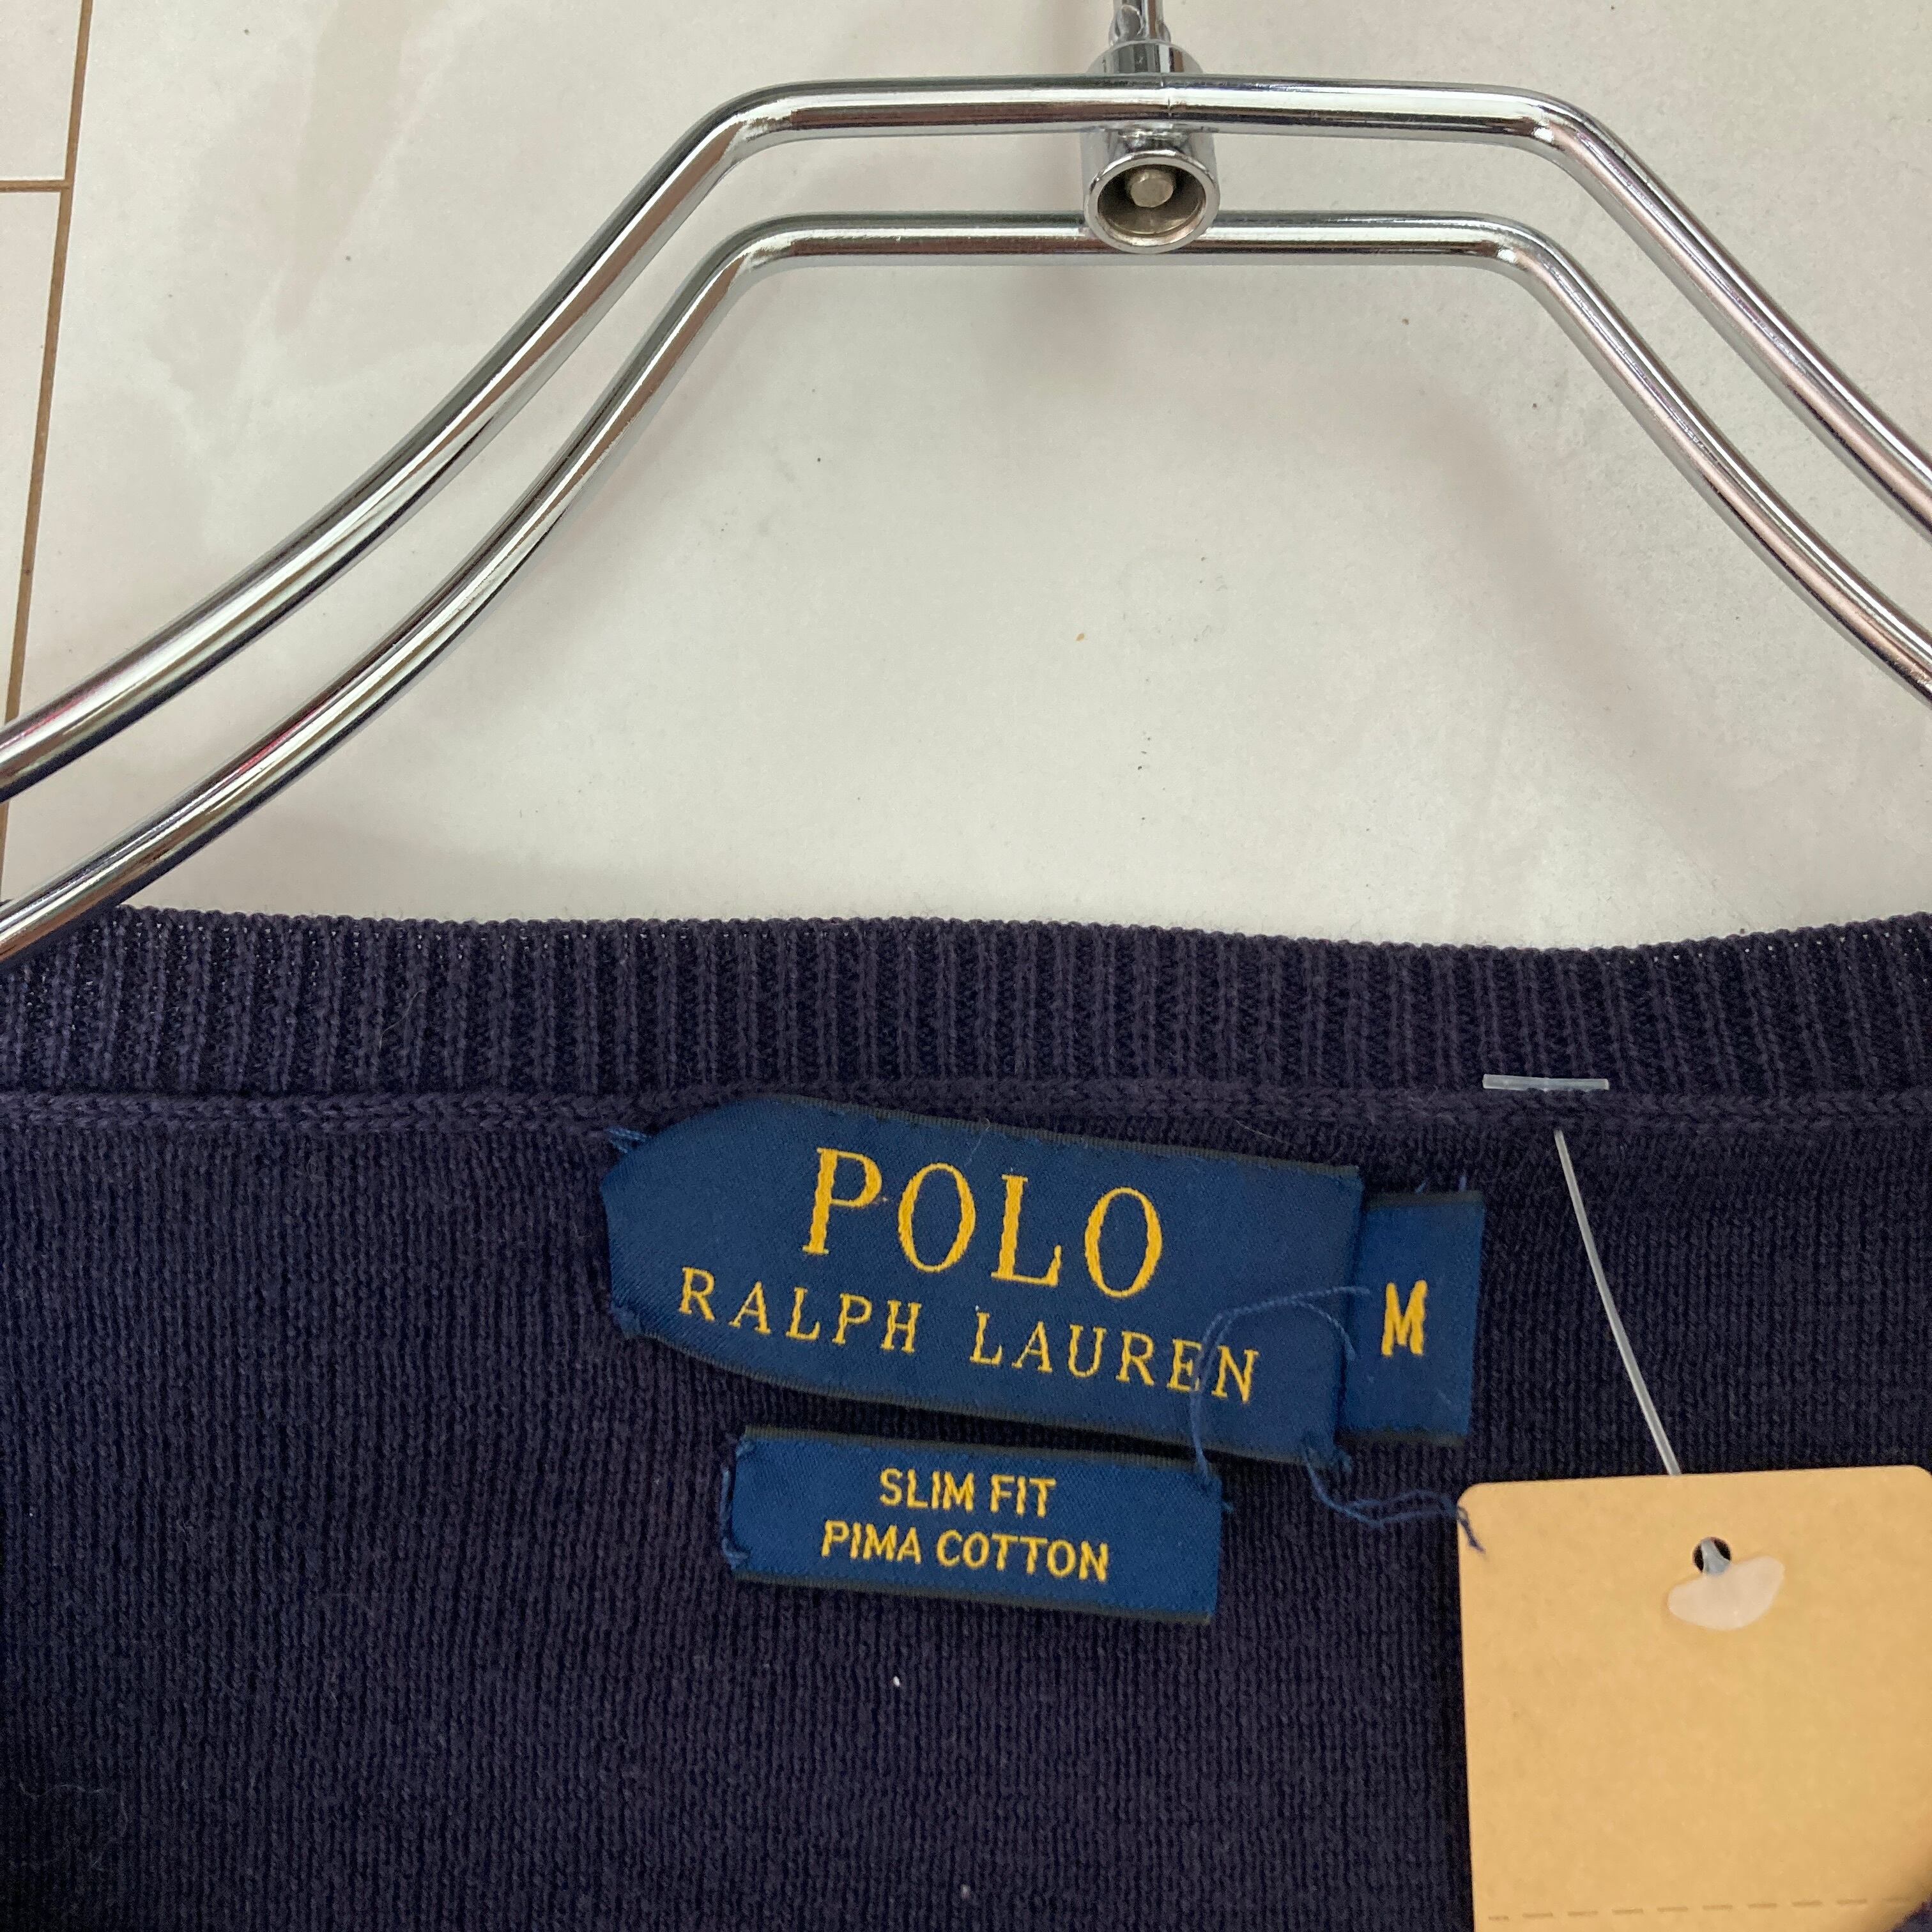 POLO
RALPH LAUREN
M
SLIM FIT
PIMA COTTON